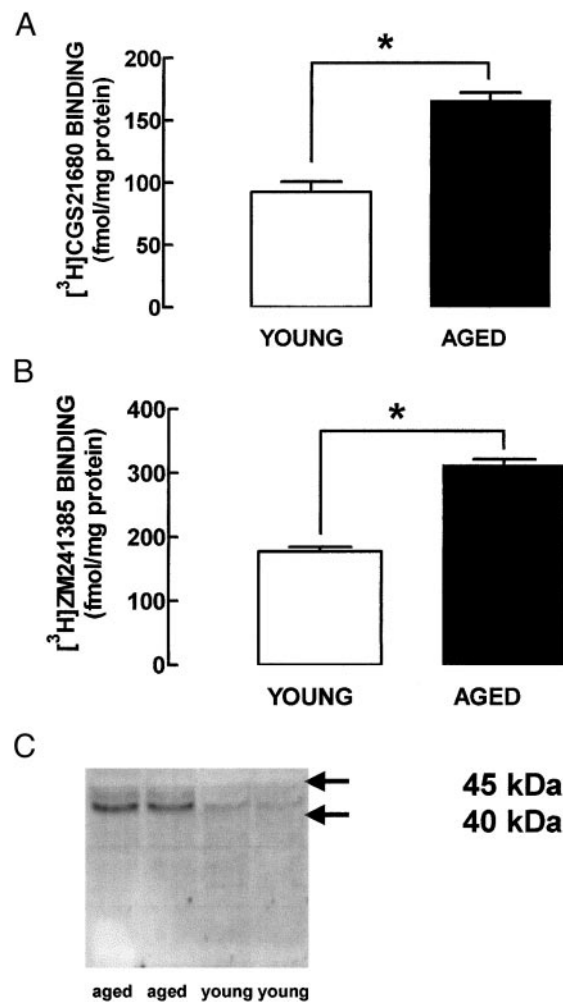 A
[³H]CGS21680 BINDING
(fmol/mg protein)
200
150
100
50
0
*
YOUNG
AGED
B
[³H]ZM241385 BINDING
(fmol/mg protein)
400
300
200
100
0
*
YOUNG
AGED
C
45 kDa
40 kDa
aged aged young young